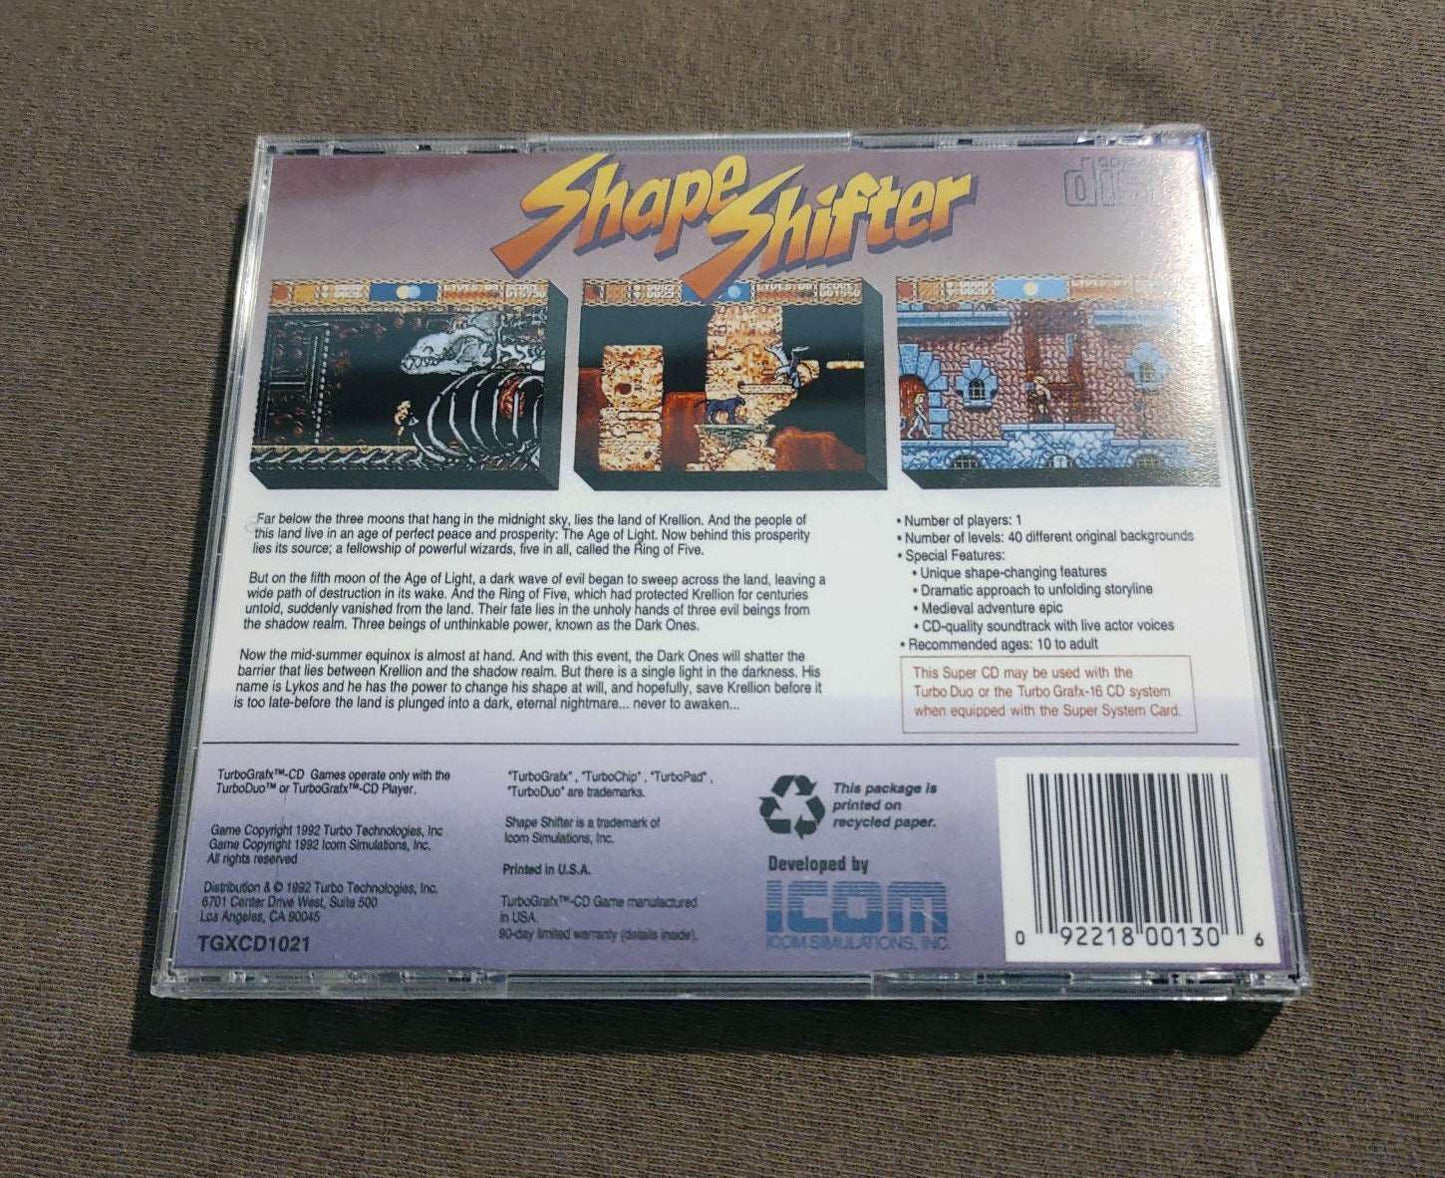 Shape Shifter
Far below the three moons that hang in the midnight sky, lies the land of Krellion. And the people of
this land live in an age of perfect peace and prosperity: The Age of Light. Now behind this prosperity
lies its source; a fellowship of powerful wizards, five in all, called the Ring of Five.
But on the fifth moon of the Age of Light, a dark wave of evil began to sweep across the land, leaving a
wide path of destruction in its wake. And the Ring of Five, which had protected Krellion for centuries
untold, suddenly vanished from the land. Their fate lies in the unholy hands of three evil beings from
the shadow realm. Three beings of unthinkable power, known as the Dark Ones.
Now the mid-summer equinox is almost at hand. And with this event, the Dark Ones will shatter the
barrier that lies between Krellion and the shadow realm. But there is a single light in the darkness. His
name is Lykos and he has the power to change his shape at will, and hopefully, save Krellion before it
is too late-before the land is plunged into a dark, eternal nightmare... never to awaken...
• Number of players: 1
• Number of levels: 40 different original backgrounds
• Special Features:
• Unique shape-changing features
• Dramatic approach to unfolding storyline
• Medieval adventure epic
• CD-quality soundtrack with live actor voices
• Recommended ages: 10 to adult
This Super CD may be used with the
Turbo Duo or the Turbo Grafx-16 CD system
when equipped with the Super System Card.
TurboGrafx™-CD Games operate only with the
TurboDuo™ or TurboGrafx™-CD Player.
Game Copyright 1992 Turbo Technologies, Inc
Game Copyright 1992 Icom Simulations, Inc.
All rights reserved
Distribution & © 1992 Turbo Technologies, Inc.
6701 Center Drive West, Suite 500
Los Angeles, CA 90045
TGXCD1021
"TurboGrafx", "TurboChip", "TurboPad",
"TurboDuo" are trademarks.
Shape Shifter is a trademark of
Icom Simulations, Inc.
Printed in U.S.A.
TurboGrafx™-CD Game manufactured
in USA.
90-day limited warranty (details inside).
This package is
printed on
recycled paper.
Developed by
ICOM
ICOM SIMULATIONS, INC.
0 92218 00130 6